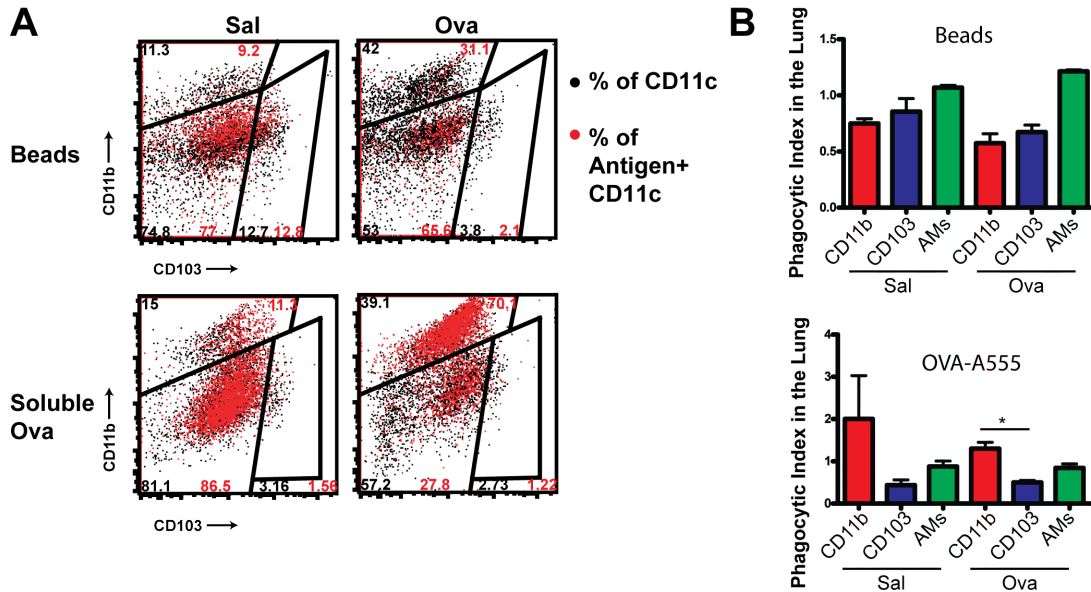 A
Sal
Ova
11.3 9.2
42 31.1
74.8 77 12.7 12.8
53 65.6 3.8 2.1
Beads
CD11b
CD103
% of CD11c
% of
Antigen+
CD11c
15 11.3
39.1 70.1
81.1 86.5 3.16 1.56
57.2 27.8 2.73 1.22
Soluble
Ova
CD11b
CD103
B
Beads
Phagocytic Index in the Lung
1.5
1.0
0.5
0.0
CD11b CD103 AMs CD11b CD103 AMs
Sal Ova
OVA-A555
Phagocytic Index in the Lung
4
3
2
1
0
*
CD11b CD103 AMs CD11b CD103 AMs
Sal Ova